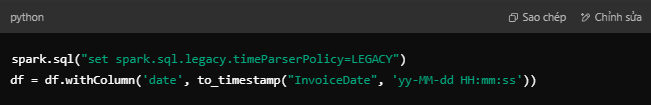 python
Sao chép
Chỉnh sửa
spark.sql("set spark.sql.legacy.timeParserPolicy=LEGACY")
df = df.withColumn('date', to_timestamp("InvoiceDate", 'yy-MM-dd HH:mm:ss'))